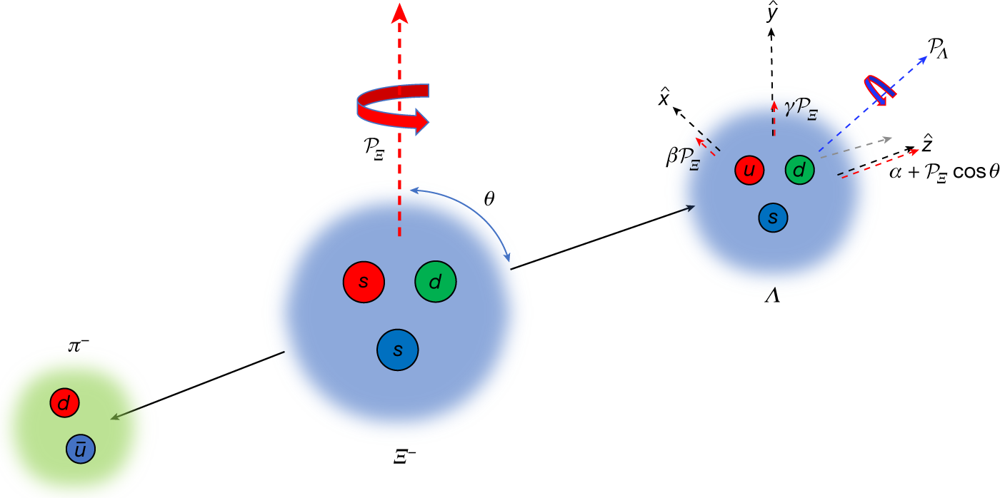 ŷ
𝒫_Λ
x̂
γ𝒫_Ξ
𝒫_Ξ
β𝒫_Ξ
ẑ
u
d
α + 𝒫_Ξ cos θ
θ
s
s
d
Λ
s
π⁻
d
ū
Ξ⁻